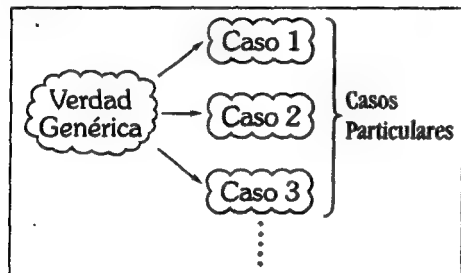 Caso 1
Verdad
Genérica
Caso 2
Casos
Particulares
Caso 3